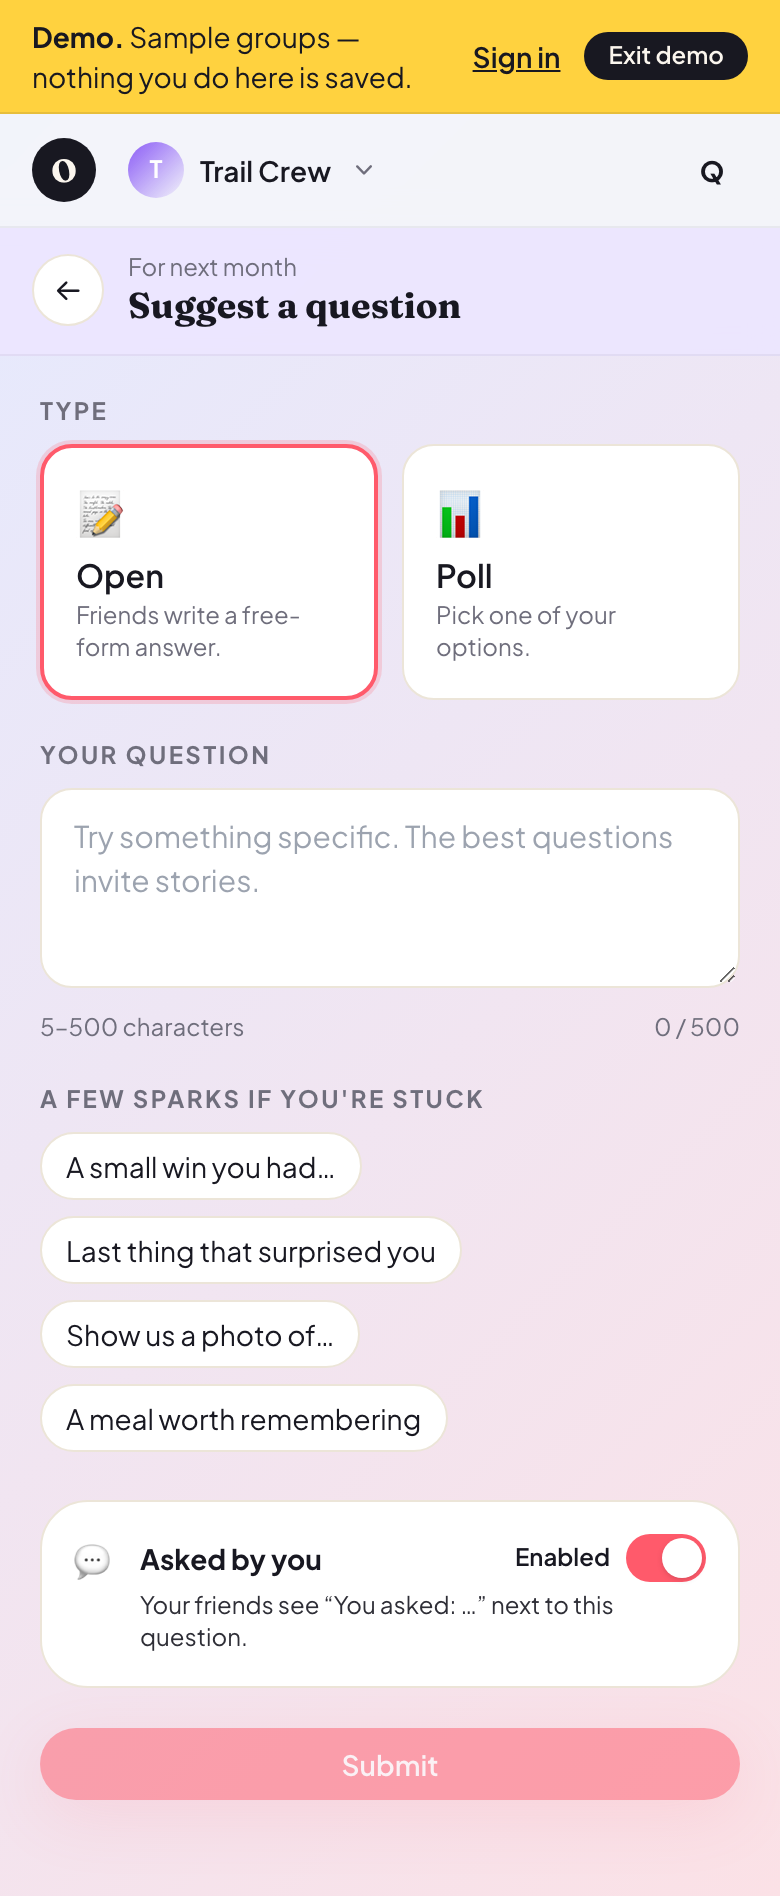 Demo. Sample groups —
nothing you do here is saved.
Sign in
Exit demo
O
T
Trail Crew
Q
For next month
Suggest a question
TYPE
Open
Friends write a free-
form answer.
Poll
Pick one of your
options.
YOUR QUESTION
Try something specific. The best questions
invite stories.
5–500 characters
0 / 500
A FEW SPARKS IF YOU'RE STUCK
A small win you had…
Last thing that surprised you
Show us a photo of…
A meal worth remembering
Asked by you
Enabled
Your friends see “You asked: …” next to this
question.
Submit